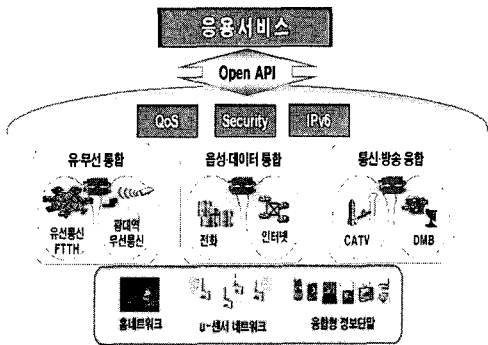 응용서비스
Open API
QoS Security IPv6
유·무선 통합 음성·데이터 통합 통신·방송 융합
유선통신 FTTH
광대역 무선통신
전화 인터넷
CATV DMB
홈네트워크 u-센서 네트워크 융합형 정보단말